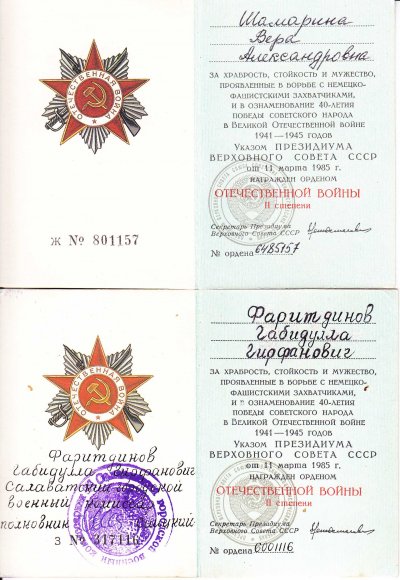 ОТЕЧЕСТВЕННАЯ ВОЙНА
Ж № 801157
Шамарина
Вера
Александровна
ЗА ХРАБРОСТЬ, СТОЙКОСТЬ И МУЖЕСТВО,
ПРОЯВЛЕННЫЕ В БОРЬБЕ С НЕМЕЦКО-
ФАШИСТСКИМИ ЗАХВАТЧИКАМИ,
И В ОЗНАМЕНОВАНИЕ 40-ЛЕТИЯ
ПОБЕДЫ СОВЕТСКОГО НАРОДА
В ВЕЛИКОЙ ОТЕЧЕСТВЕННОЙ ВОЙНЕ
1941—1945 ГОДОВ
УКАЗОМ ПРЕЗИДИУМА
ВЕРХОВНОГО СОВЕТА СССР
от 11 марта 1985 г.
НАГРАЖДЕН ОРДЕНОМ
ОТЕЧЕСТВЕННОЙ ВОЙНЫ
II степени
Секретарь Президиума
Верховного Совета СССР
№ ордена 6485157
ОТЕЧЕСТВЕННАЯ ВОЙНА
Фаритдинов
Габидулла
Салаватский
военный
полковник
З № 317116
Фаритдинов
Габидулла
Гирфанович
ЗА ХРАБРОСТЬ, СТОЙКОСТЬ И МУЖЕСТВО,
ПРОЯВЛЕННЫЕ В БОРЬБЕ С НЕМЕЦКО-
ФАШИСТСКИМИ ЗАХВАТЧИКАМИ,
И В ОЗНАМЕНОВАНИЕ 40-ЛЕТИЯ
ПОБЕДЫ СОВЕТСКОГО НАРОДА
В ВЕЛИКОЙ ОТЕЧЕСТВЕННОЙ ВОЙНЕ
1941—1945 ГОДОВ
УКАЗОМ ПРЕЗИДИУМА
ВЕРХОВНОГО СОВЕТА СССР
от 11 марта 1985 г.
НАГРАЖДЕН ОРДЕНОМ
ОТЕЧЕСТВЕННОЙ ВОЙНЫ
II степени
Секретарь Президиума
Верховного Совета СССР
№ ордена 6001116